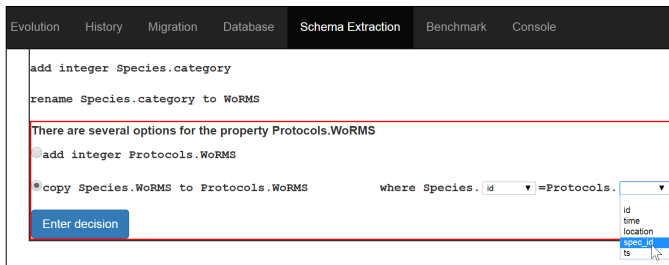 Evolution History Migration Database Schema Extraction Benchmark Console
add integer Species.category
rename Species.category to WoRMS
There are several options for the property Protocols.WoRMS
add integer Protocols.WoRMS
copy Species.WoRMS to Protocols.WoRMS where Species. id =Protocols.
Enter decision
id
time
location
spec_id
ts